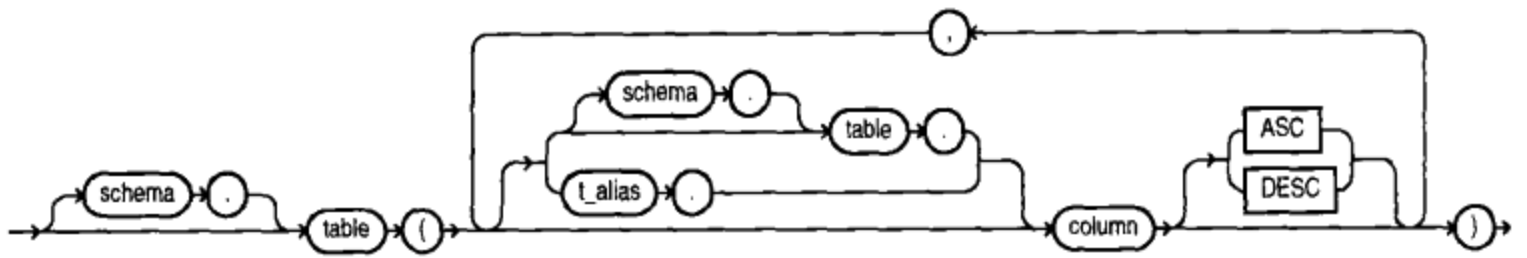 ,
schema .
table .
ASC
schema .
t_alias .
DESC
table (
column
)